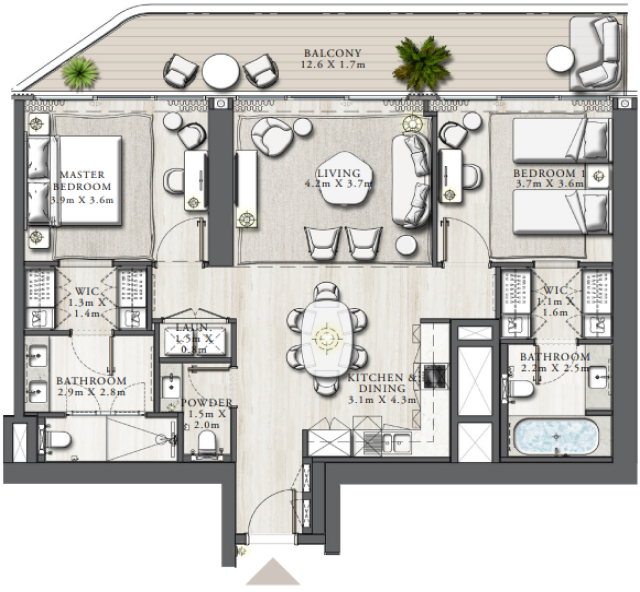 BALCONY
12.6 X 1.7m
MASTER
BEDROOM
3.9m X 3.6m
LIVING
4.2m X 3.7m
BEDROOM 1
3.7m X 3.6m
WIC
1.3m X
1.4m
WIC
1.1m X
1.6m
LAUN.
1.5m X
0.8m
BATHROOM
2.9m X 2.8m
POWDER
1.5m X
2.0m
KITCHEN &
DINING
3.1m X 4.3m
BATHROOM
2.2m X 2.5m